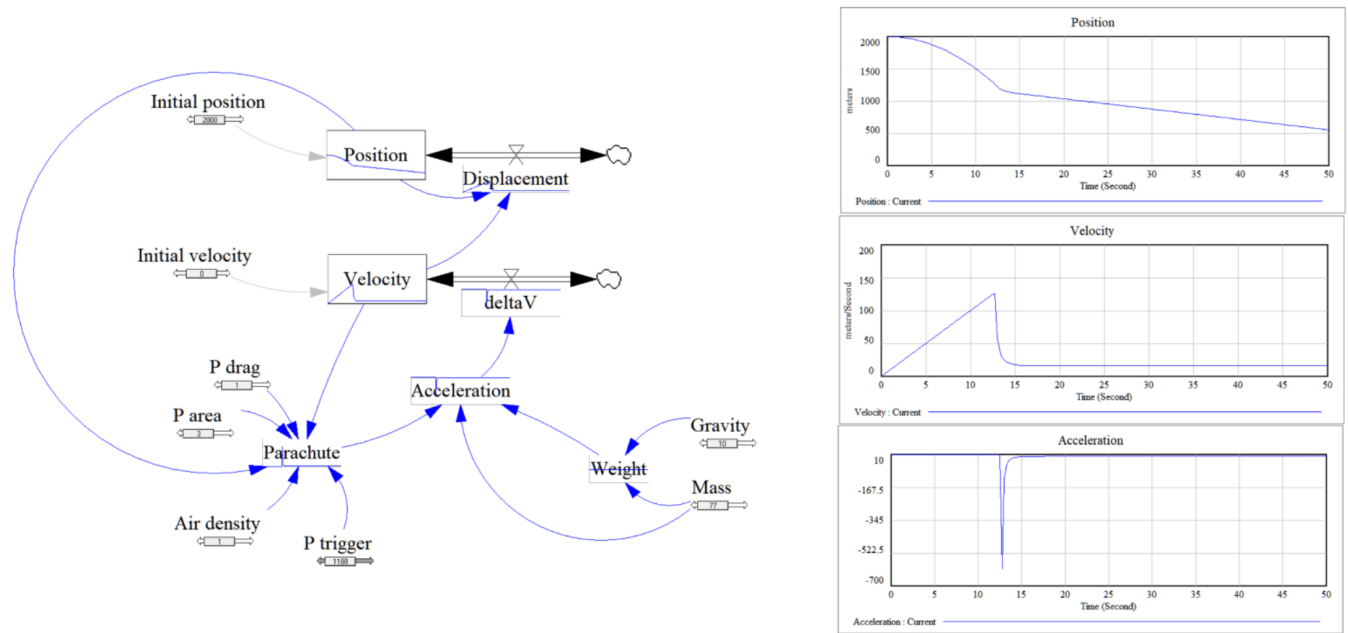 Initial position
2000
Position
Displacement
Initial velocity
0
Velocity
deltaV
P drag
1
Acceleration
P area
3
Gravity
10
Parachute
Weight
Mass
77
Air density
1
P trigger
1188
Position
2000
1500
1000
500
0
meters
0 5 10 15 20 25 30 35 40 45 50
Time (Second)
Position : Current
Velocity
200
150
100
50
0
meters/Second
0 5 10 15 20 25 30 35 40 45 50
Time (Second)
Velocity : Current
Acceleration
10
-167.5
-345
-522.5
-700
0 5 10 15 20 25 30 35 40 45 50
Time (Second)
Acceleration : Current